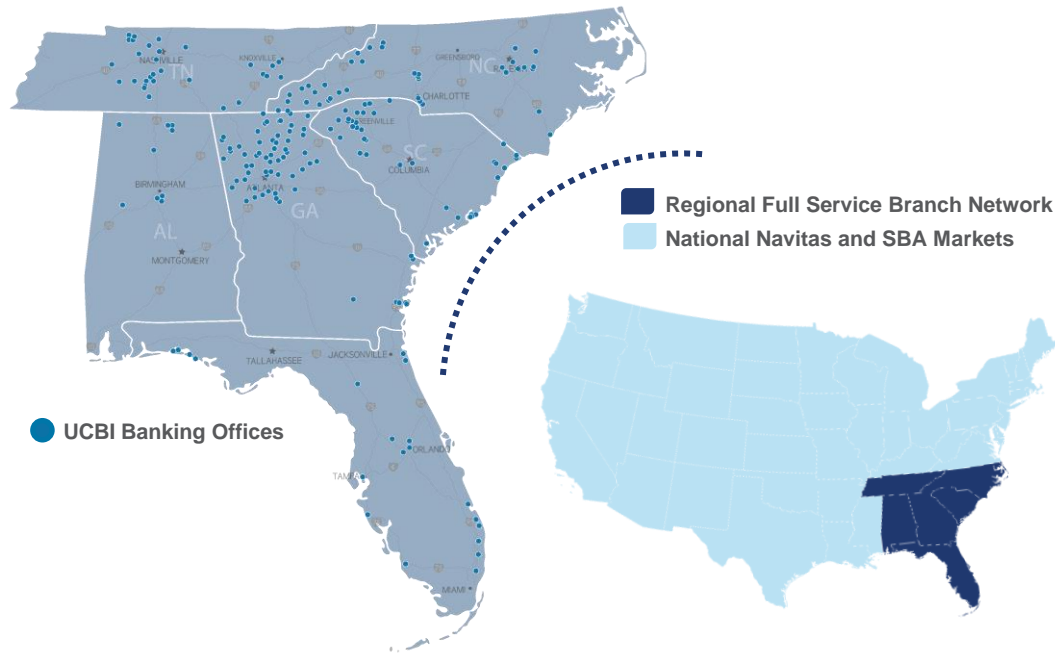 NASHVILLE
TN
KNOXVILLE
GREENSBORO
NC
CHARLOTTE
GREENVILLE
SC
COLUMBIA
ATLANTA
GA
BIRMINGHAM
AL
MONTGOMERY
TALLAHASSEE
JACKSONVILLE
ORLANDO
TAMPA
MIAMI
UCBI Banking Offices
Regional Full Service Branch Network
National Navitas and SBA Markets